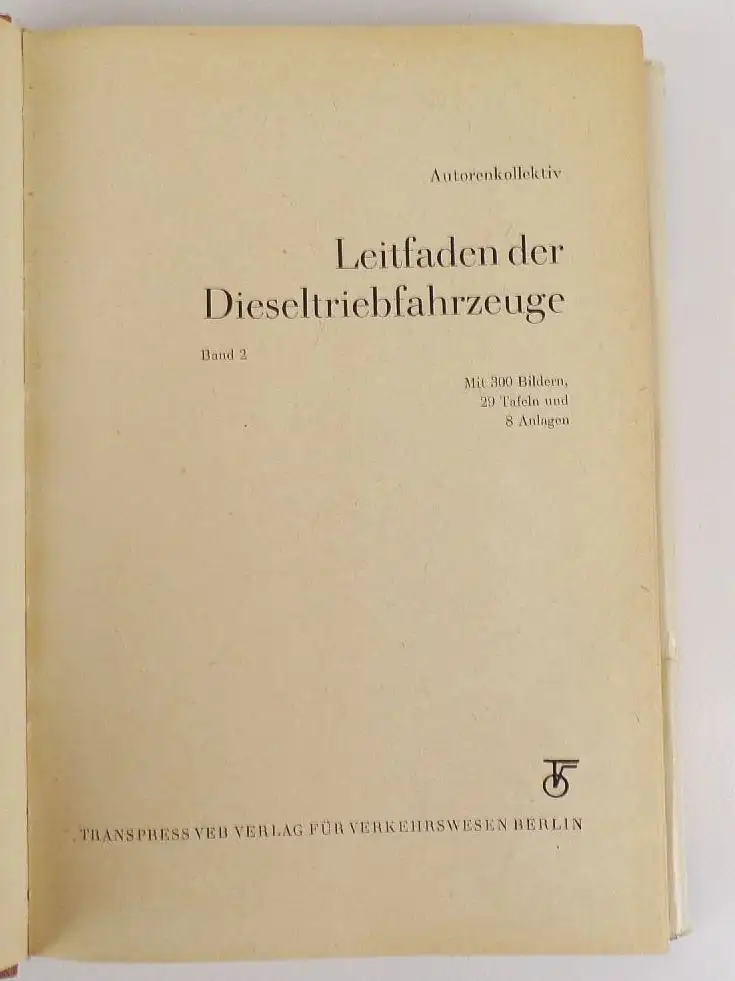 Autorenkollektiv
Leitfaden der
Dieseltriebfahrzeuge
Band 2
Mit 300 Bildern,
29 Tafeln und
8 Anlagen
TRANSPRESS VEB VERLAG FÜR VERKEHRSWESEN BERLIN